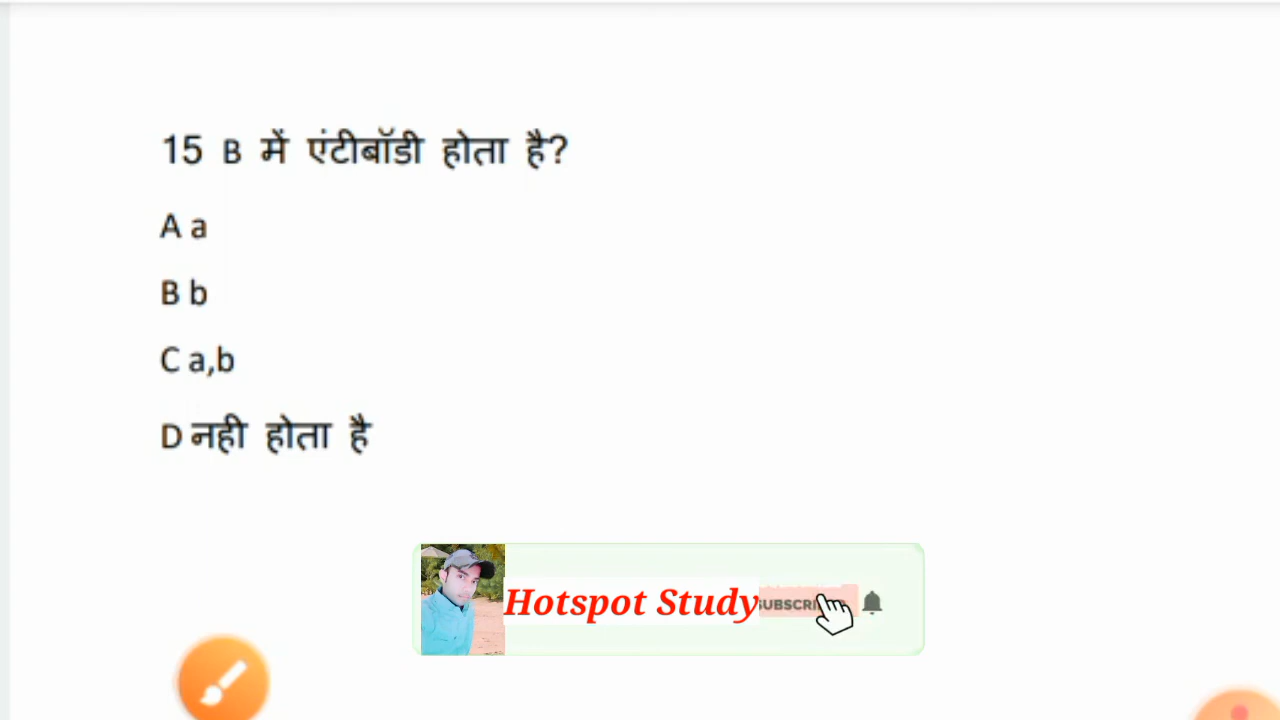 15 B में एंटीबॉडी होता है?
A a
B b
C a,b
D नही होता है
Hotspot Study